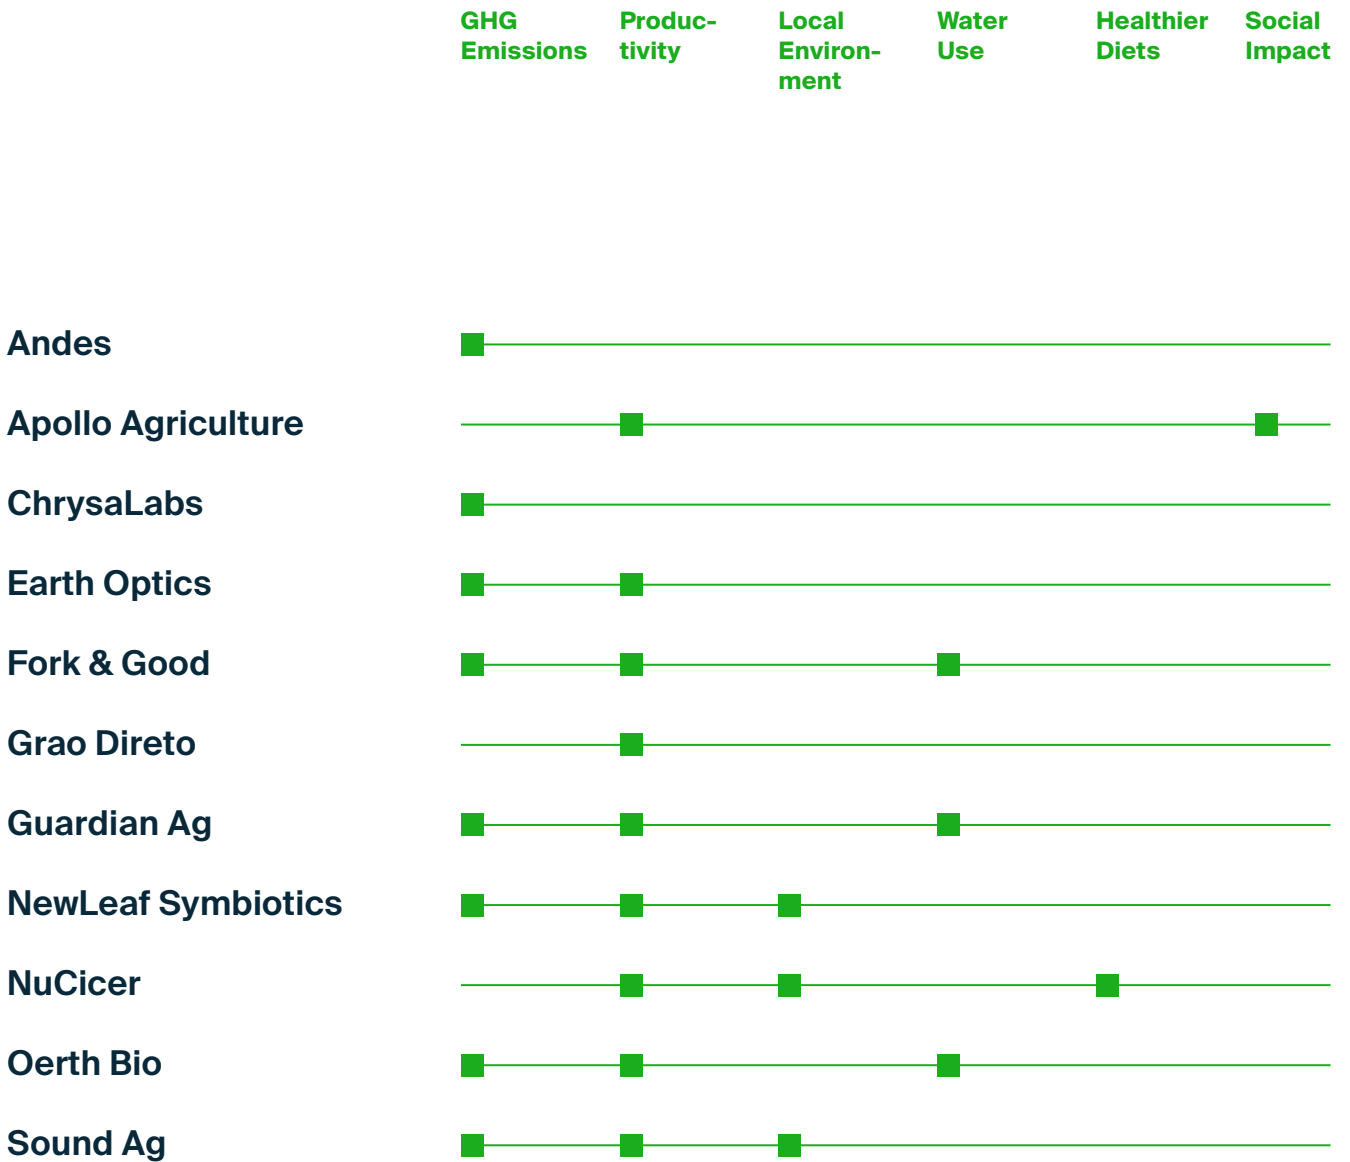 GHG
Emissions
Produc-
tivity
Local
Environ-
ment
Water
Use
Healthier
Diets
Social
Impact
Andes
Apollo Agriculture
ChrysaLabs
Earth Optics
Fork & Good
Grao Direto
Guardian Ag
NewLeaf Symbiotics
NuCicer
Oerth Bio
Sound Ag